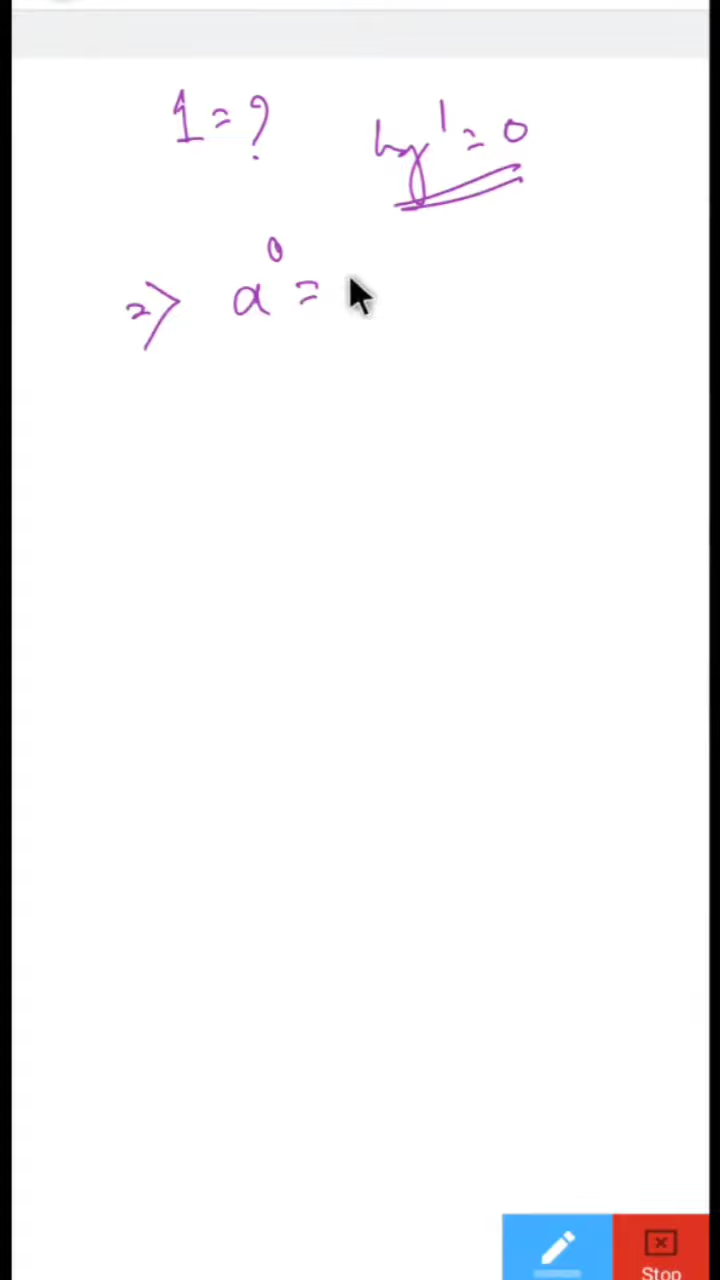 1 = ? log 1 = 0
=> a⁰ =
Stop